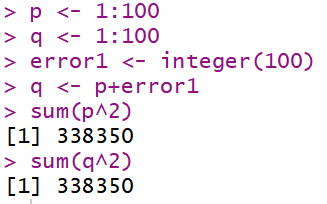 > p <- 1:100
> q <- 1:100
> error1 <- integer(100)
> q <- p+error1
> sum(p^2)
[1] 338350
> sum(q^2)
[1] 338350